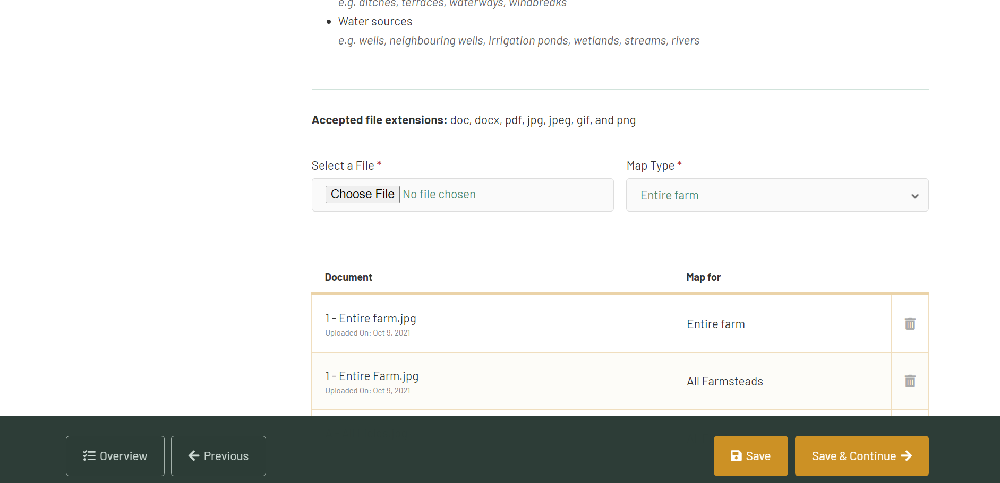 e.g. ditches, terraces, waterways, windbreaks
Water sources
e.g. wells, neighbouring wells, irrigation ponds, wetlands, streams, rivers
Accepted file extensions: doc, docx, pdf, jpg, jpeg, gif, and png
Select a File * Map Type *
Choose File No file chosen Entire farm
Document Map for
1 - Entire farm.jpg
Uploaded On: Oct 9, 2021
Entire farm
1 - Entire Farm.jpg
Uploaded On: Oct 9, 2021
All Farmsteads
Overview Previous Save Save & Continue